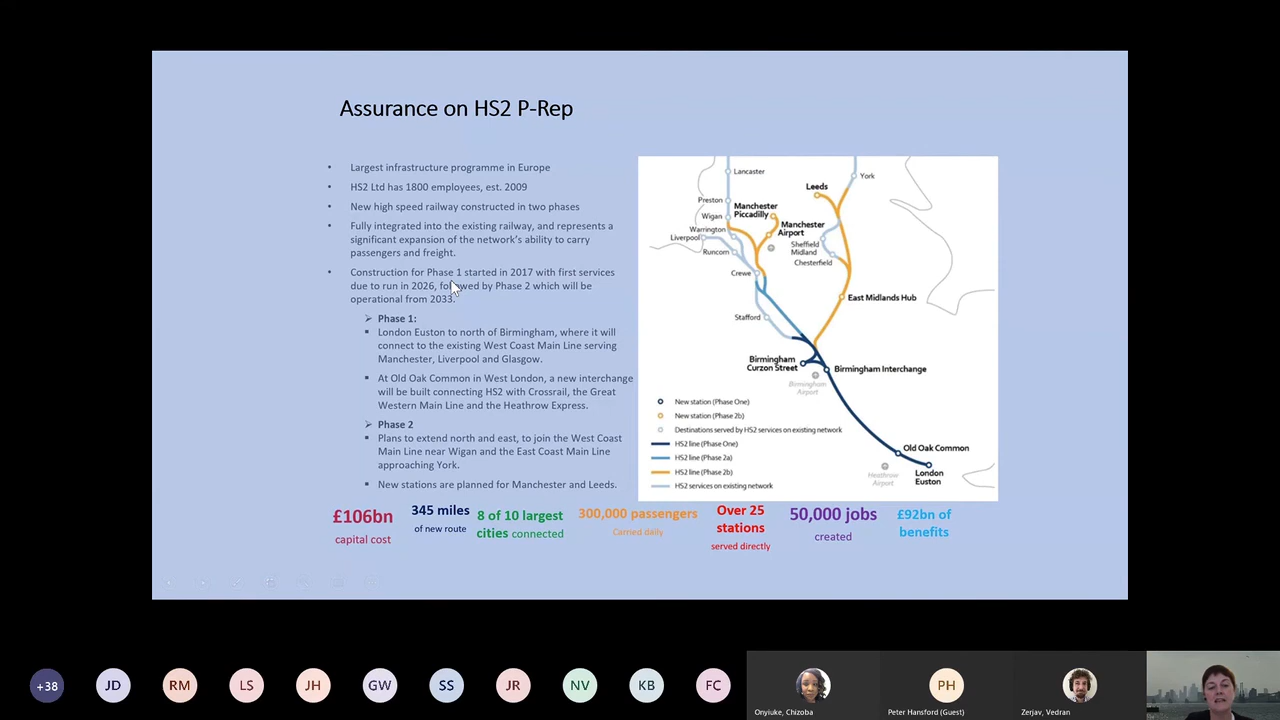 Assurance on HS2 P-Rep
• Largest infrastructure programme in Europe
• HS2 Ltd has 1800 employees, est. 2009
• New high speed railway constructed in two phases
• Fully integrated into the existing railway, and represents a
significant expansion of the network's ability to carry
passengers and freight.
• Construction for Phase 1 started in 2017 with first services
due to run in 2026, followed by Phase 2 which will be
operational from 2033.
➢ Phase 1:
▪ London Euston to north of Birmingham, where it will
connect to the existing West Coast Main Line serving
Manchester, Liverpool and Glasgow.
▪ At Old Oak Common in West London, a new interchange
will be built connecting HS2 with Crossrail, the Great
Western Main Line and the Heathrow Express.
➢ Phase 2
▪ Plans to extend north and east, to join the West Coast
Main Line near Wigan and the East Coast Main Line
approaching York.
▪ New stations are planned for Manchester and Leeds.
Lancaster
York
Leeds
Preston
Manchester
Piccadilly
Wigan
Manchester
Airport
Warrington
Liverpool
Sheffield
Midland
Runcorn
Chesterfield
Crewe
East Midlands Hub
Stafford
Birmingham
Curzon Street
Birmingham Interchange
Birmingham
Airport
New station (Phase One)
New station (Phase 2b)
Destinations served by HS2 services on existing network
HS2 line (Phase One)
HS2 line (Phase 2a)
HS2 line (Phase 2b)
HS2 services on existing network
Old Oak Common
Heathrow
Airport
London
Euston
£106bn
capital cost
345 miles
of new route
8 of 10 largest
cities connected
300,000 passengers
Carried daily
Over 25
stations
served directly
50,000 jobs
created
£92bn of
benefits
+38
JD
RM
LS
JH
GW
SS
JR
NV
KB
FC
PH
Onyiuke, Chizoba
Peter Hansford (Guest)
Zerjav, Vedran